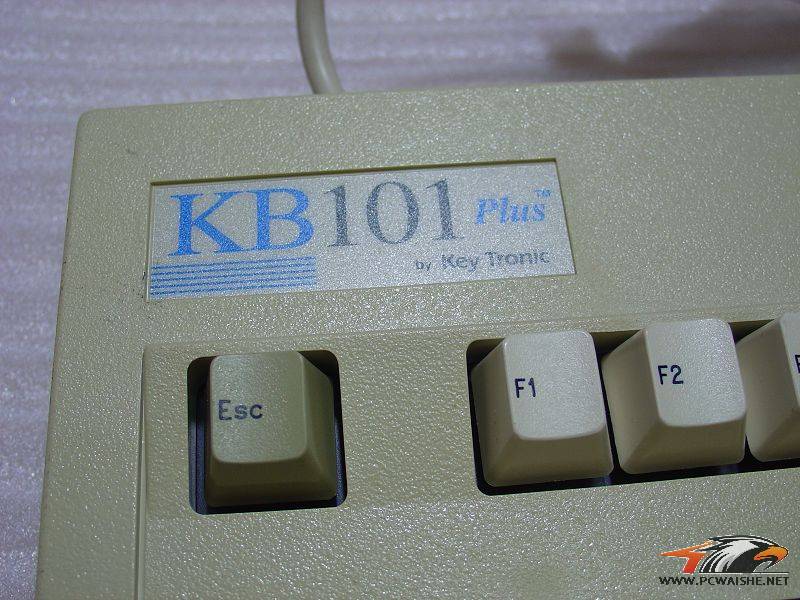 KB101 Plus™
by Key Tronic
Esc
F1
F2
WWW.PCWAISHE.NET